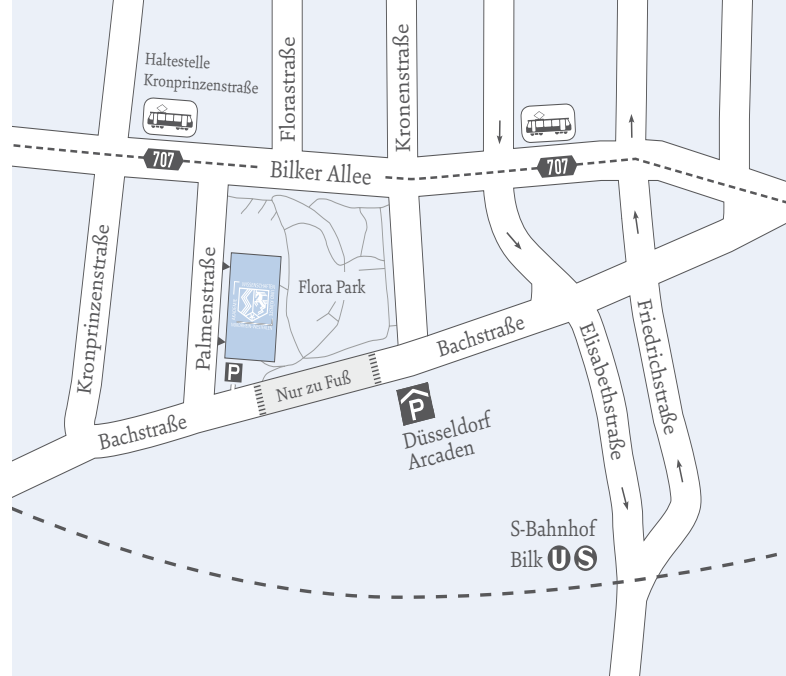 Haltestelle
Kronprinzenstraße
Florastraße
Kronenstraße
707
Bilker Allee
707
Kronprinzenstraße
Palmenstraße
Flora Park
P
Nur zu Fuß
Bachstraße
Bachstraße
P
Düsseldorf
Arcaden
Elisabethstraße
Friedrichstraße
S-Bahnhof
Bilk U S